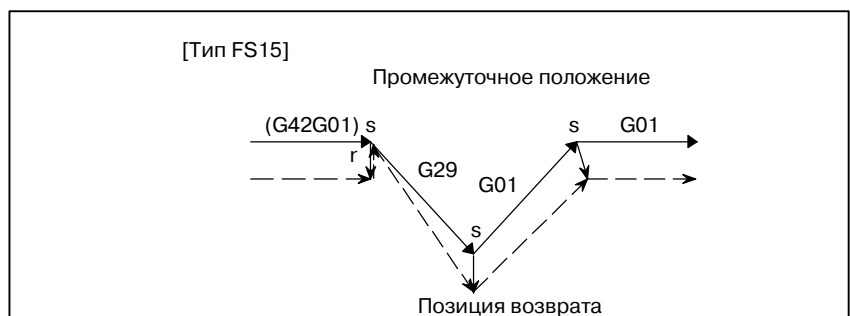 [Тип FS15]
Промежуточное положение
(G42G01) s s G01
r
G29
G01
s
Позиция возврата